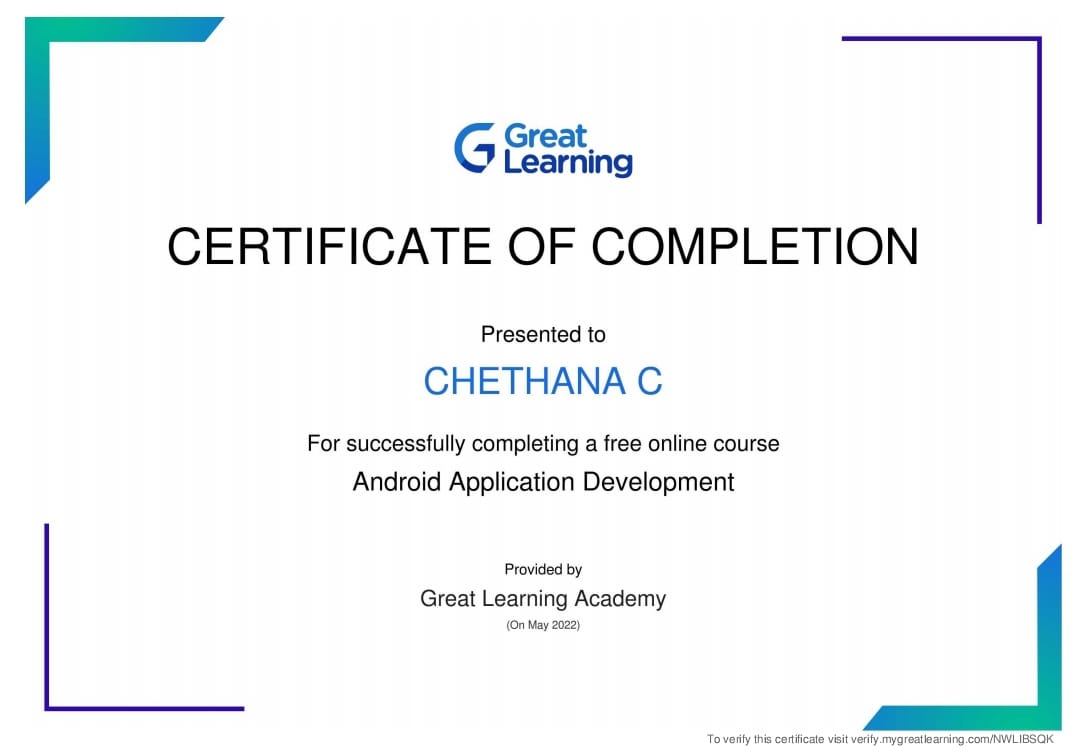 Great
Learning
CERTIFICATE OF COMPLETION
Presented to
CHETHANA C
For successfully completing a free online course
Android Application Development
Provided by
Great Learning Academy
(On May 2022)
To verify this certificate visit verify.mygreatlearning.com/NWLIBSQK